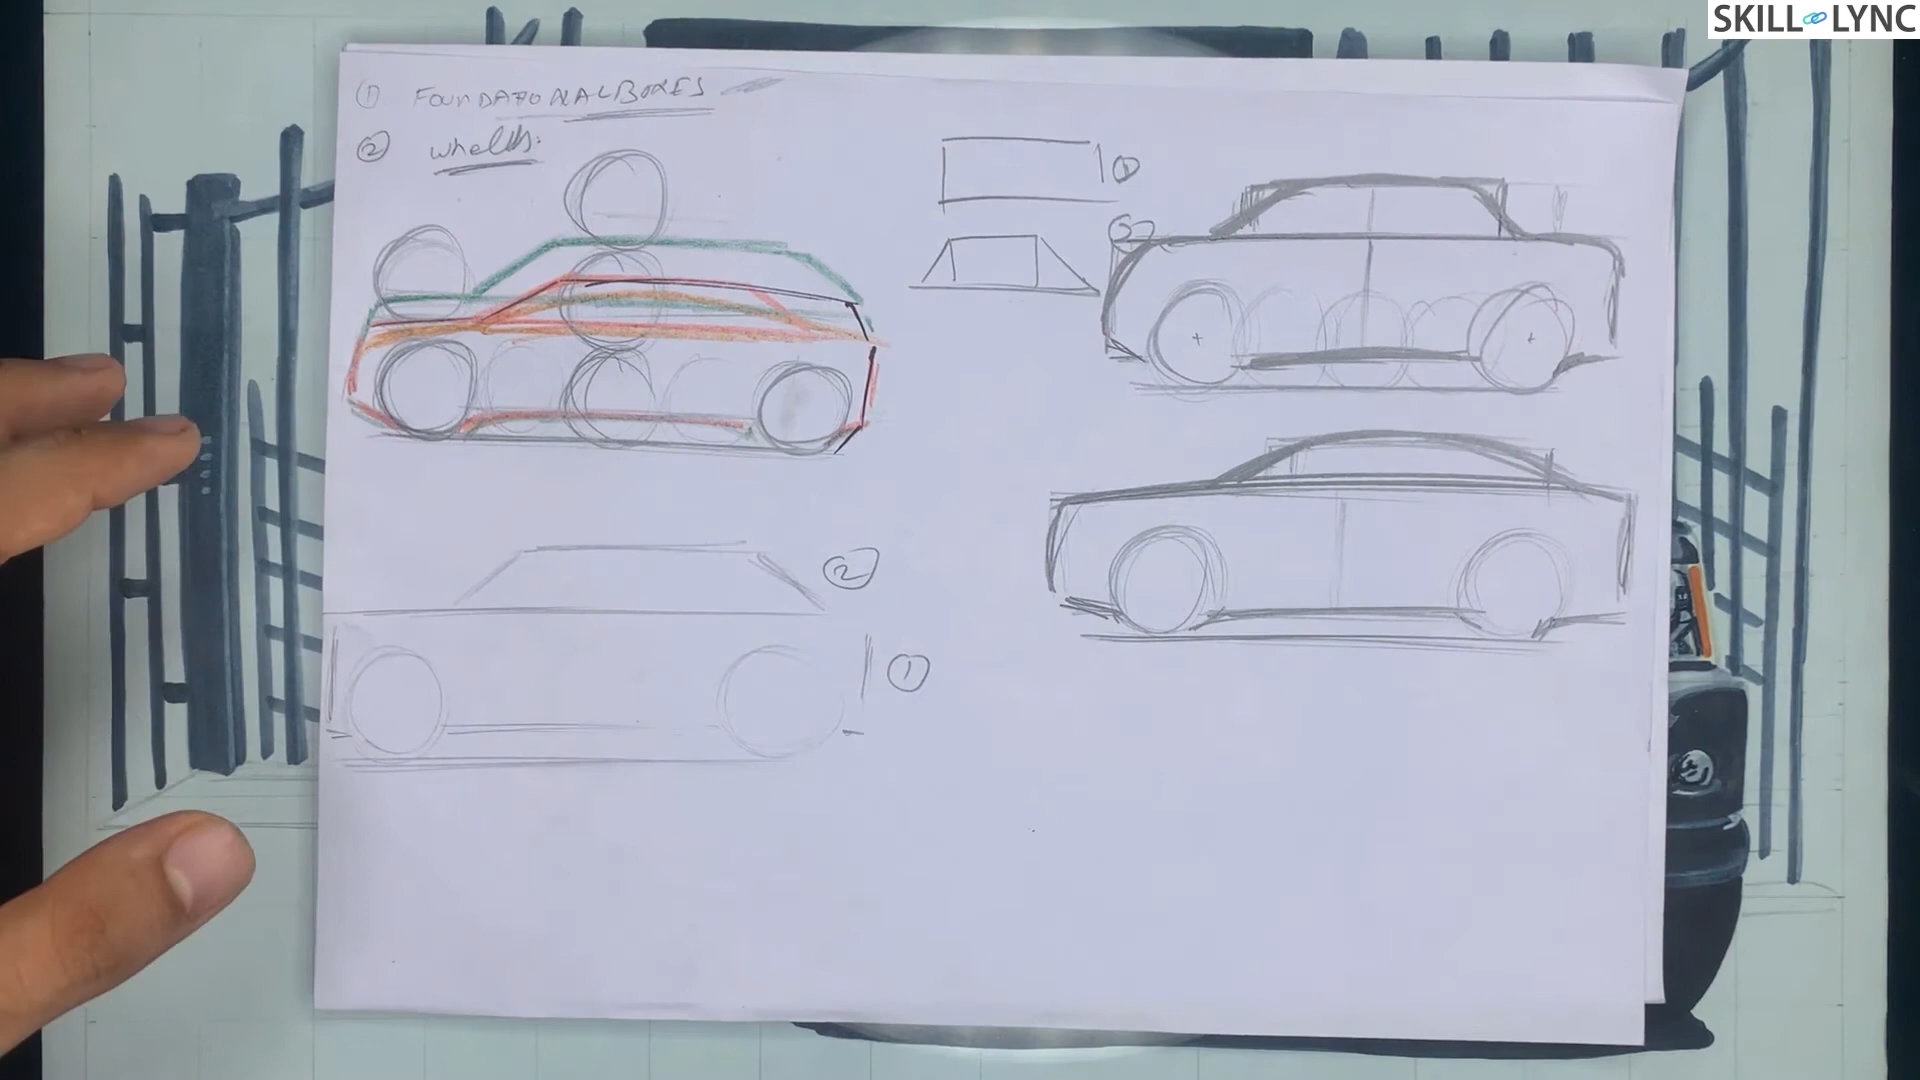 SKILL LYNC
① FOUNDATIONAL BOXES
② wheels:
①
②
②
①